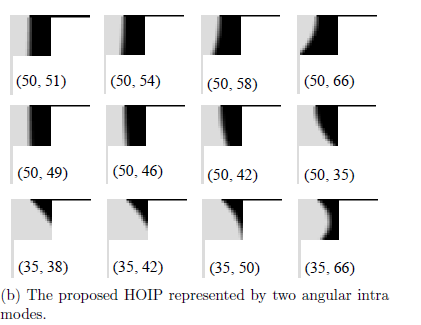 (50, 51) (50, 54) (50, 58) (50, 66)
(50, 49) (50, 46) (50, 42) (50, 35)
(35, 38) (35, 42) (35, 50) (35, 66)
(b) The proposed HOIP represented by two angular intra
modes.